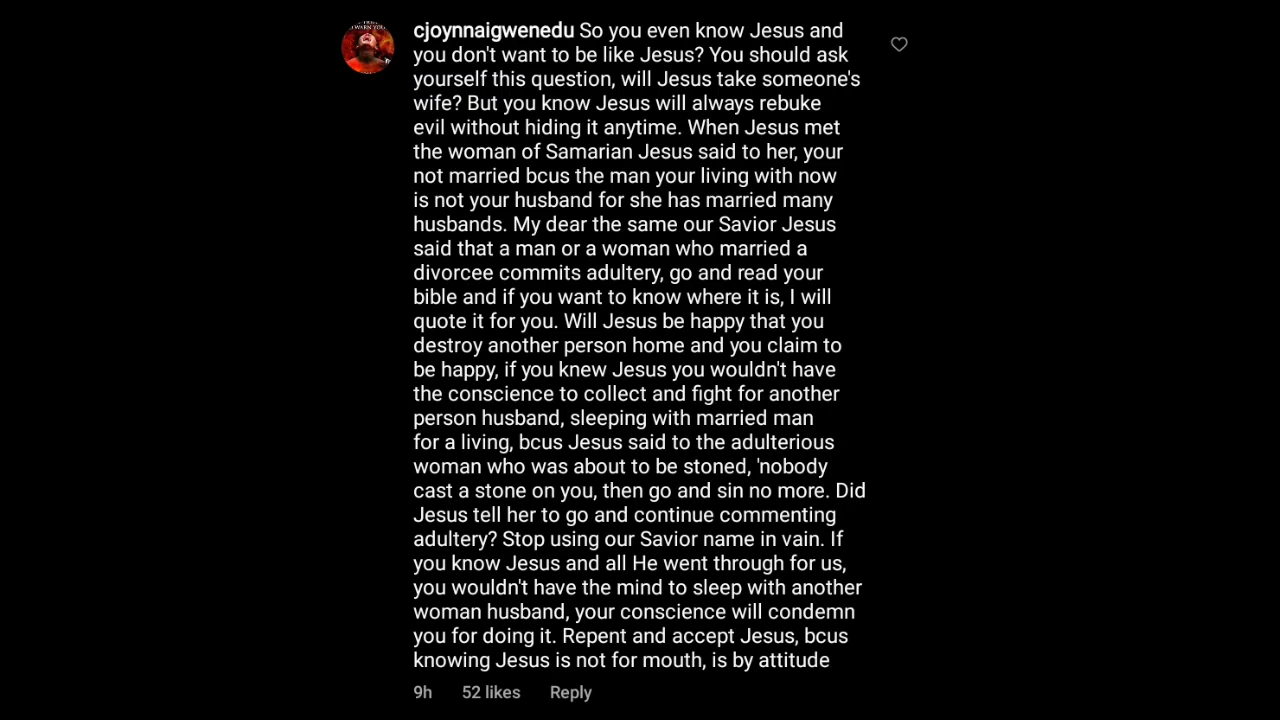 cjoynnaigwenedu So you even know Jesus and
you don't want to be like Jesus? You should ask
yourself this question, will Jesus take someone's
wife? But you know Jesus will always rebuke
evil without hiding it anytime. When Jesus met
the woman of Samarian Jesus said to her, your
not married bcus the man your living with now
is not your husband for she has married many
husbands. My dear the same our Savior Jesus
said that a man or a woman who married a
divorcee commits adultery, go and read your
bible and if you want to know where it is, I will
quote it for you. Will Jesus be happy that you
destroy another person home and you claim to
be happy, if you knew Jesus you wouldn't have
the conscience to collect and fight for another
person husband, sleeping with married man
for a living, bcus Jesus said to the adulterious
woman who was about to be stoned, 'nobody
cast a stone on you, then go and sin no more. Did
Jesus tell her to go and continue commenting
adultery? Stop using our Savior name in vain. If
you know Jesus and all He went through for us,
you wouldn't have the mind to sleep with another
woman husband, your conscience will condemn
you for doing it. Repent and accept Jesus, bcus
knowing Jesus is not for mouth, is by attitude
9h 52 likes Reply